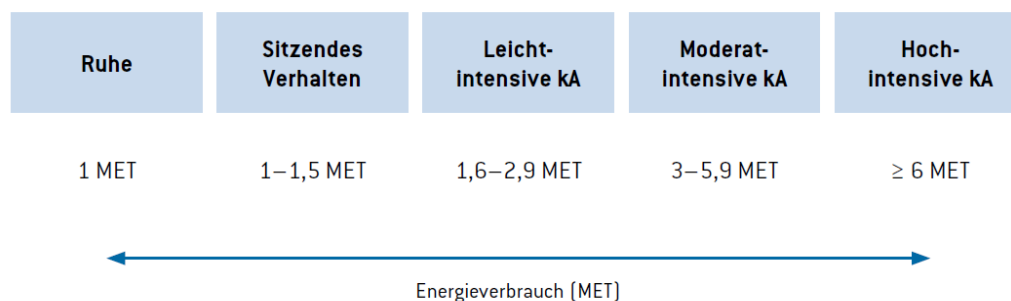 Ruhe
Sitzendes
Verhalten
Leicht-
intensive kA
Moderat-
intensive kA
Hoch-
intensive kA
1 MET
1–1,5 MET
1,6–2,9 MET
3–5,9 MET
≥ 6 MET
Energieverbrauch (MET)